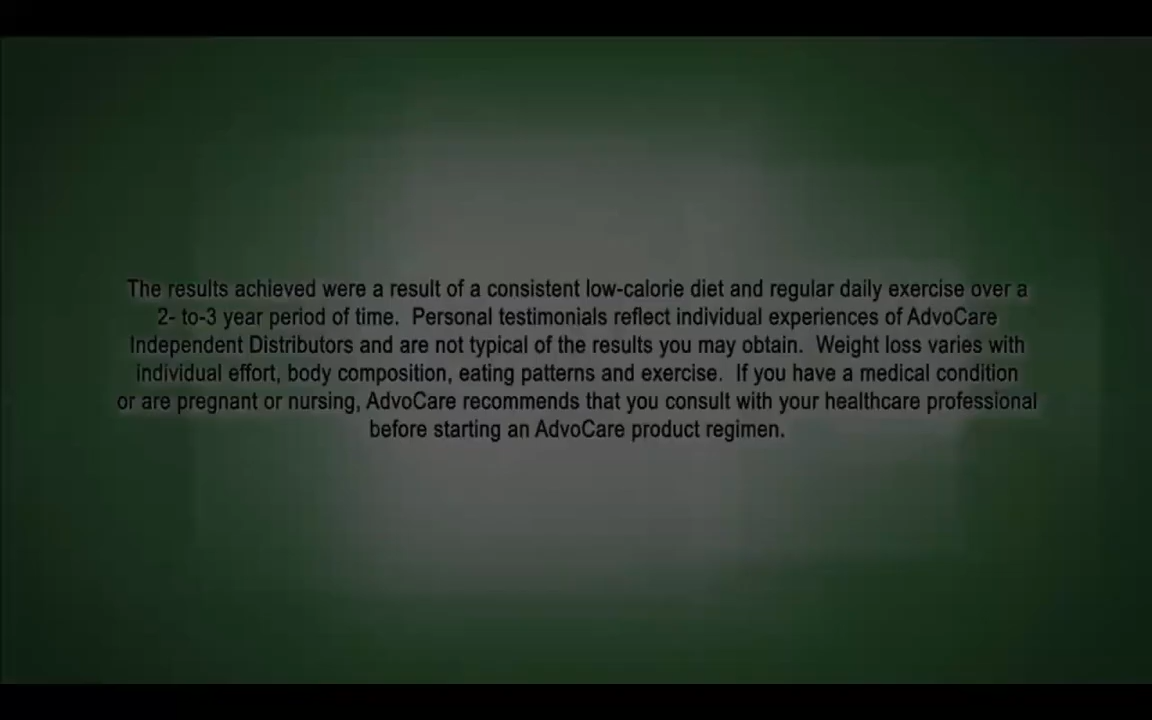 The results achieved were a result of a consistent low-calorie diet and regular daily exercise over a
2- to-3 year period of time.  Personal testimonials reflect individual experiences of AdvoCare
Independent Distributors and are not typical of the results you may obtain.  Weight loss varies with
individual effort, body composition, eating patterns and exercise.  If you have a medical condition
or are pregnant or nursing, AdvoCare recommends that you consult with your healthcare professional
before starting an AdvoCare product regimen.